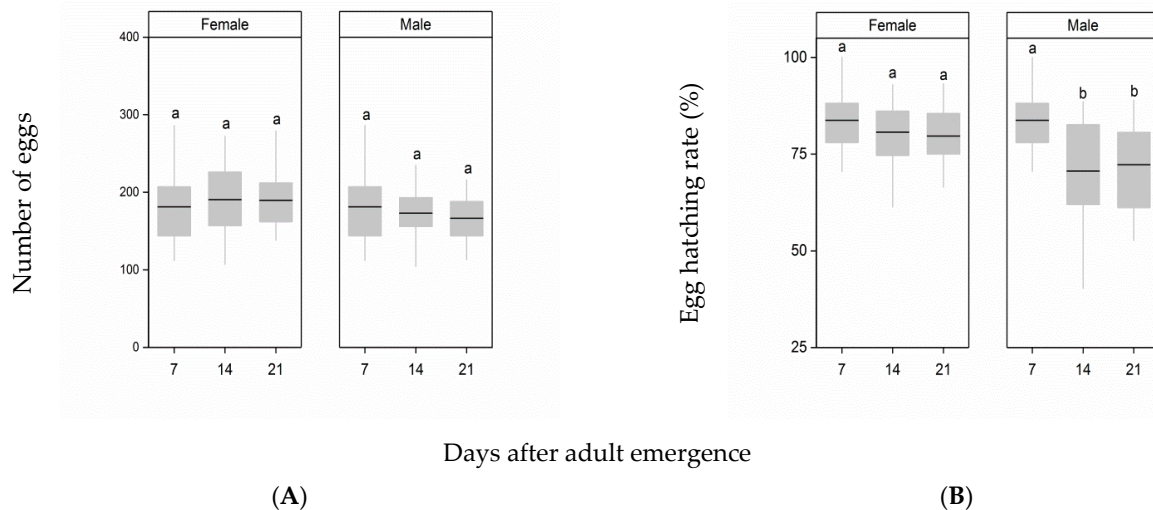 Female Male
400
300
200
100
0
a a a a a a
7 14 21 7 14 21
Number of eggs
Female Male
100
75
50
25
a a a a b b
7 14 21 7 14 21
Egg hatching rate (%)
Days after adult emergence
(A) (B)